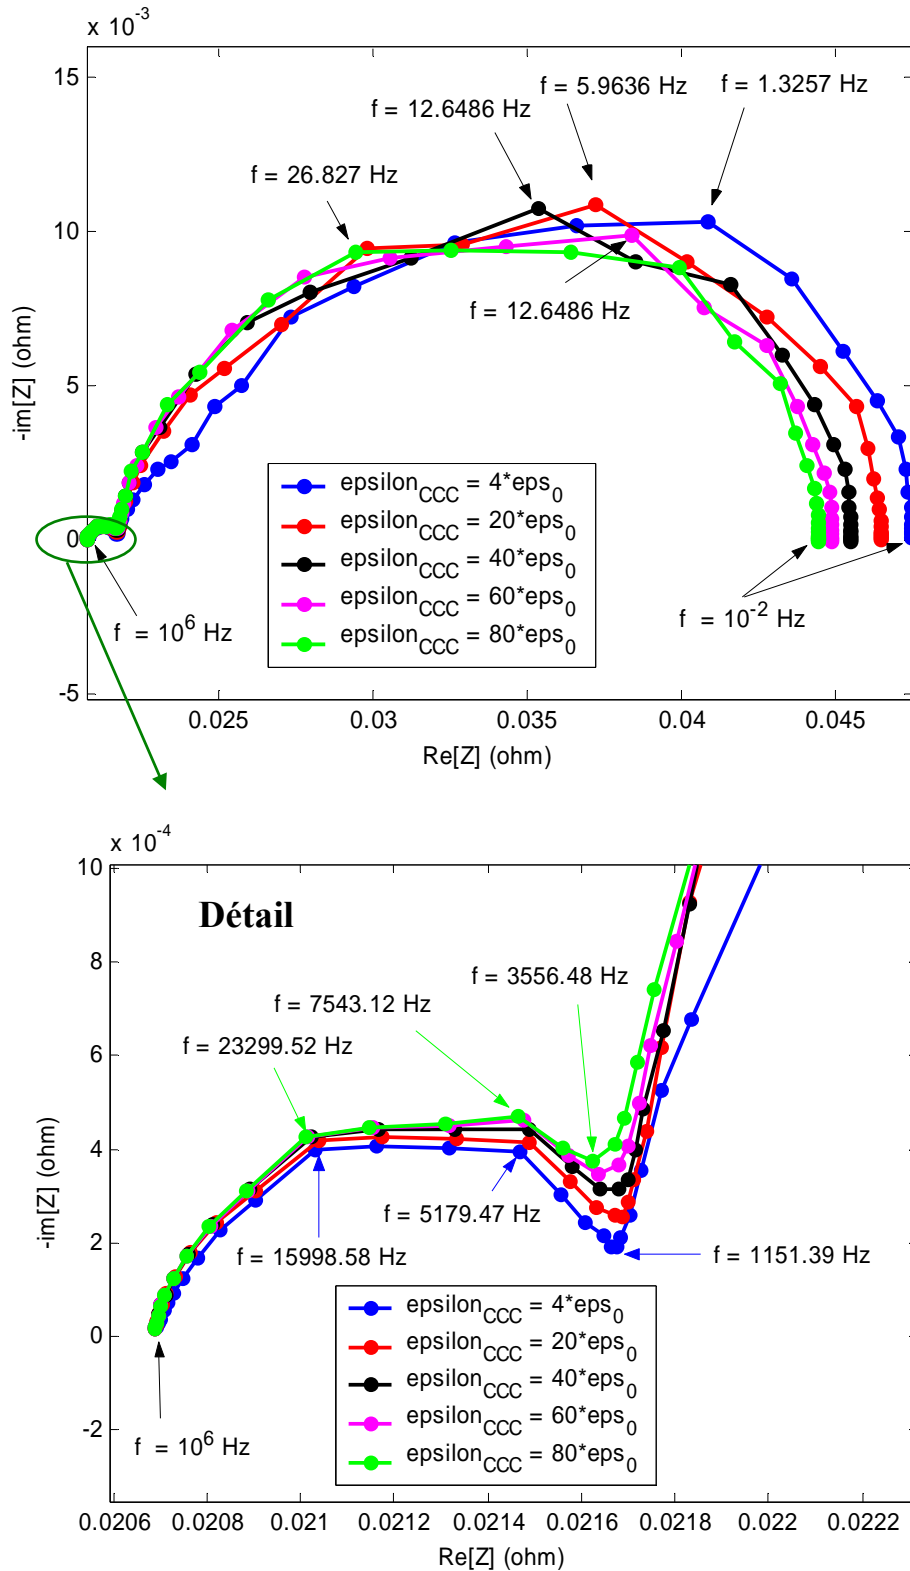 x 10-3
15
10
5
0
-5
-im[Z] (ohm)
f = 5.9636 Hz
f = 1.3257 Hz
f = 12.6486 Hz
f = 26.827 Hz
f = 12.6486 Hz
epsilonCCC = 4*eps0
epsilonCCC = 20*eps0
epsilonCCC = 40*eps0
epsilonCCC = 60*eps0
epsilonCCC = 80*eps0
f = 106 Hz
f = 10-2 Hz
0.025 0.03 0.035 0.04 0.045
Re[Z] (ohm)
x 10-4
10
8
6
4
2
0
-2
-im[Z] (ohm)
Détail
f = 3556.48 Hz
f = 7543.12 Hz
f = 23299.52 Hz
f = 5179.47 Hz
f = 15998.58 Hz
f = 1151.39 Hz
epsilonCCC = 4*eps0
epsilonCCC = 20*eps0
epsilonCCC = 40*eps0
epsilonCCC = 60*eps0
epsilonCCC = 80*eps0
f = 106 Hz
0.0206 0.0208 0.021 0.0212 0.0214 0.0216 0.0218 0.022 0.0222
Re[Z] (ohm)